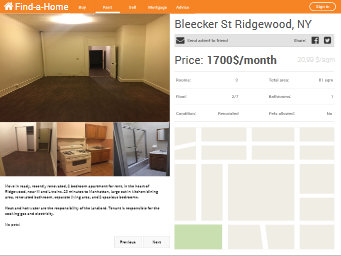 Find-a-Home
Buy
Rent
Sell
Mortgage
Advice
Sign in
Bleecker St Ridgewood, NY
Send advert to friend
Share:
Price: 1700$/month
20,99 $/sqm
Rooms:
3
Total area:
81 sqm
Floor:
2/7
Bathrooms:
1
Condition:
Renovated
Pets allowed:
No
Move in ready, recently renovated, 2 bedroom apartment for rent. In the heart of
Ridgewood, near M and L trains. 20 minutes to Manhattan, large eat in kitchen dining
area, renovated bathroom, separate living area, and 2 spacious bedrooms.
Heat and hot water are the responsibility of the landlord. Tenant is responsible for the
cooking gas and electricity.
No pets!
Previous
Next